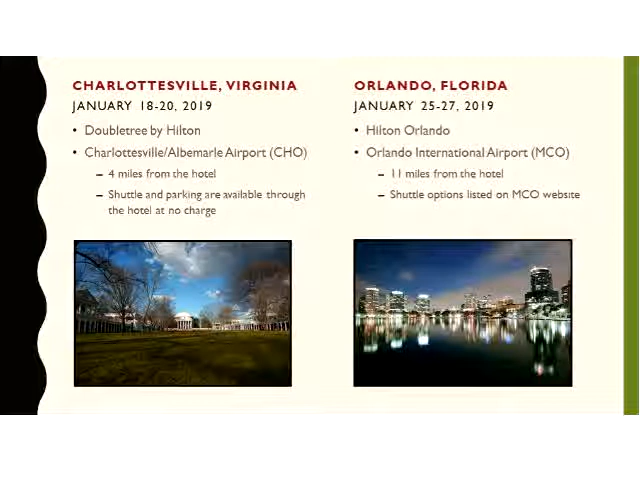 CHARLOTTESVILLE, VIRGINIA
JANUARY 18-20, 2019
• Doubletree by Hilton
• Charlottesville/Albemarle Airport (CHO)
– 4 miles from the hotel
– Shuttle and parking are available through
the hotel at no charge
ORLANDO, FLORIDA
JANUARY 25-27, 2019
• Hilton Orlando
• Orlando International Airport (MCO)
– 11 miles from the hotel
– Shuttle options listed on MCO website